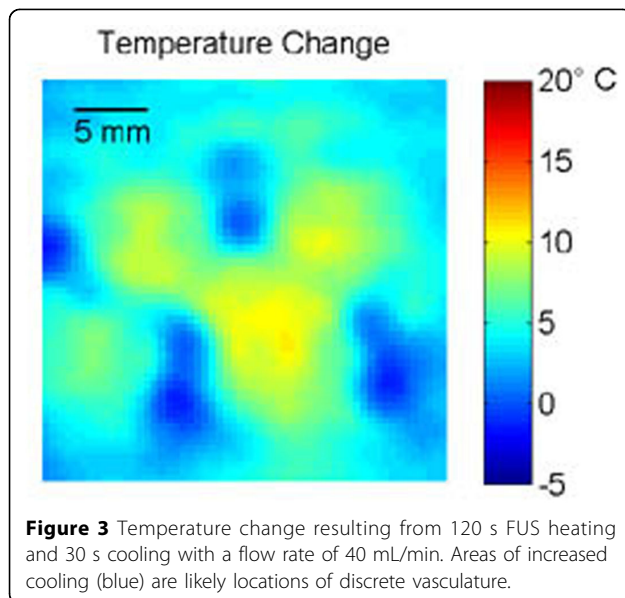 Temperature Change
5 mm
20° C
15
10
5
0
-5
Figure 3 Temperature change resulting from 120 s FUS heating
and 30 s cooling with a flow rate of 40 mL/min. Areas of increased
cooling (blue) are likely locations of discrete vasculature.